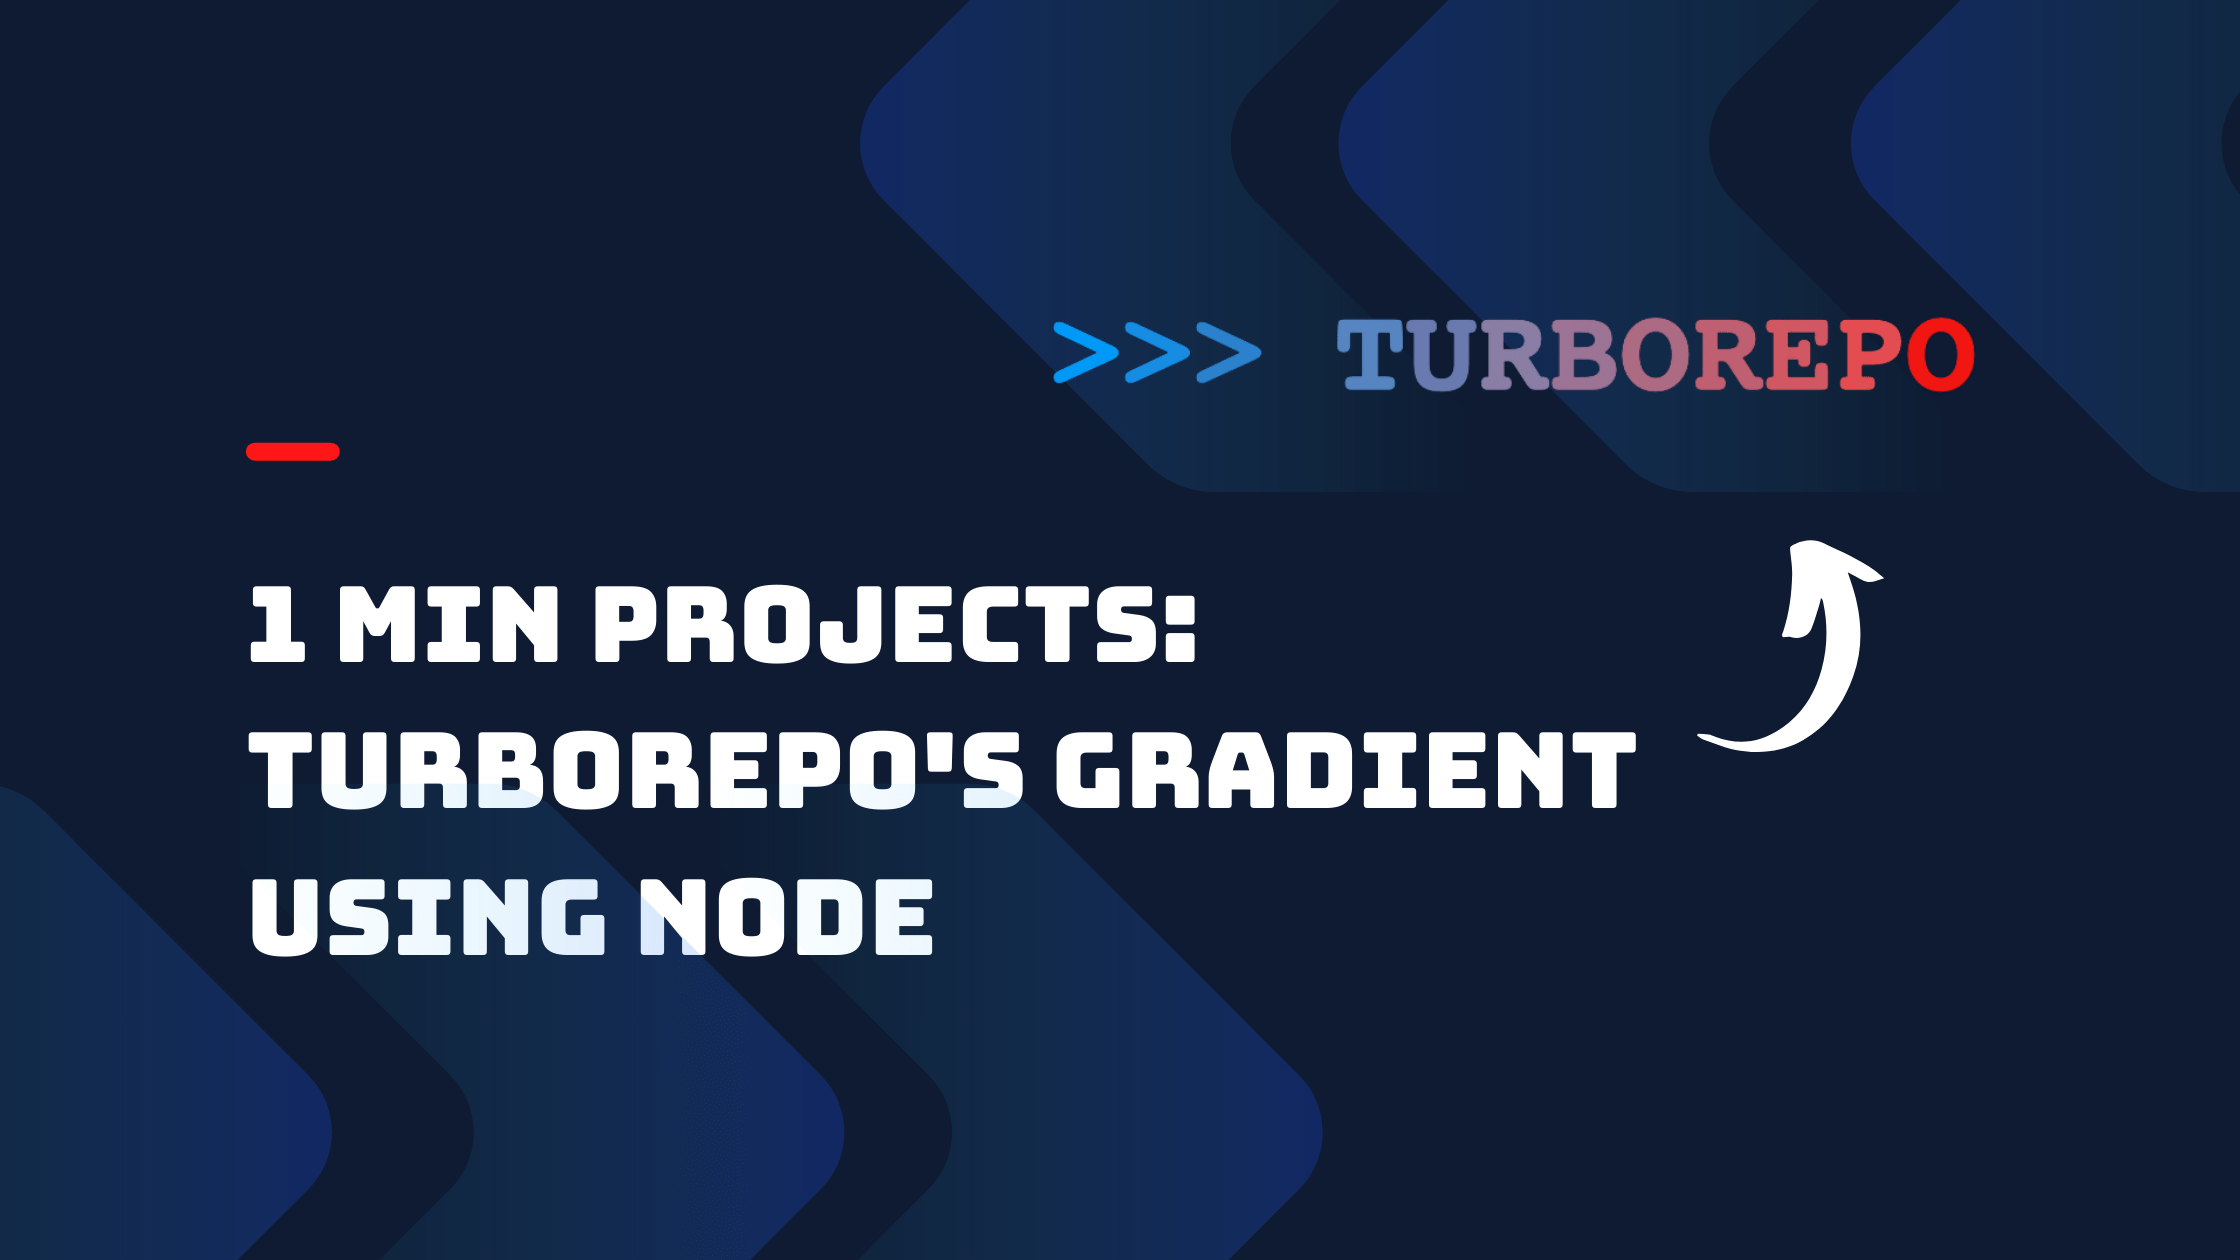 >>> TURBOREPO
1 MIN PROJECTS:
TURBOREPO'S GRADIENT
USING NODE